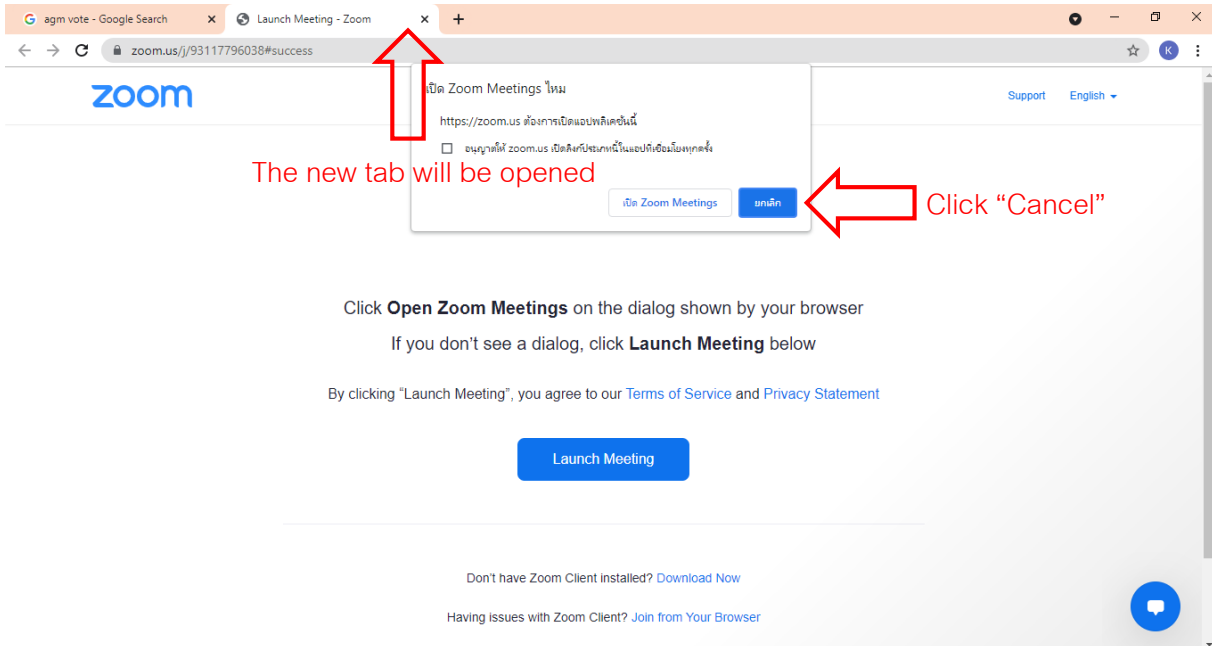 agm vote - Google Search
Launch Meeting - Zoom
zoom.us/j/93117796038#success
K
zoom
Support
English
เปิด Zoom Meetings ไหม
https://zoom.us ต้องการเปิดแอปพลิเคชันนี้
อนุญาตให้ zoom.us เปิดลิงก์ประเภทนี้ในแอปที่เชื่อมโยงทุกครั้ง
The new tab will be opened
เปิด Zoom Meetings
ยกเลิก
Click “Cancel”
Click Open Zoom Meetings on the dialog shown by your browser
If you don’t see a dialog, click Launch Meeting below
By clicking “Launch Meeting”, you agree to our Terms of Service and Privacy Statement
Launch Meeting
Don’t have Zoom Client installed? Download Now
Having issues with Zoom Client? Join from Your Browser